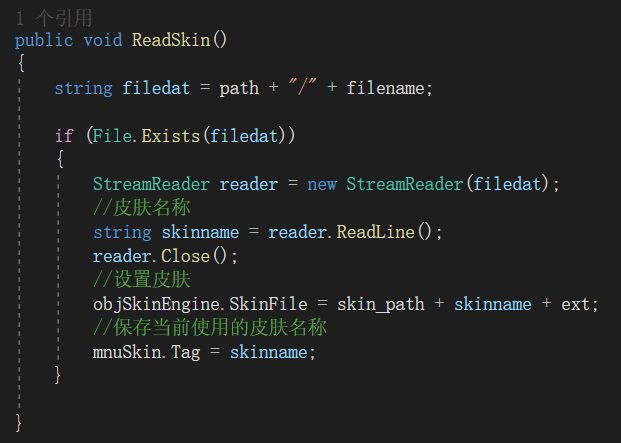 1 个引用
public void ReadSkin()
{
string filedat = path + "/" + filename;
if (File.Exists(filedat))
{
StreamReader reader = new StreamReader(filedat);
//皮肤名称
string skinname = reader.ReadLine();
reader.Close();
//设置皮肤
objSkinEngine.SkinFile = skin_path + skinname + ext;
//保存当前使用的皮肤名称
mnuSkin.Tag = skinname;
}
}